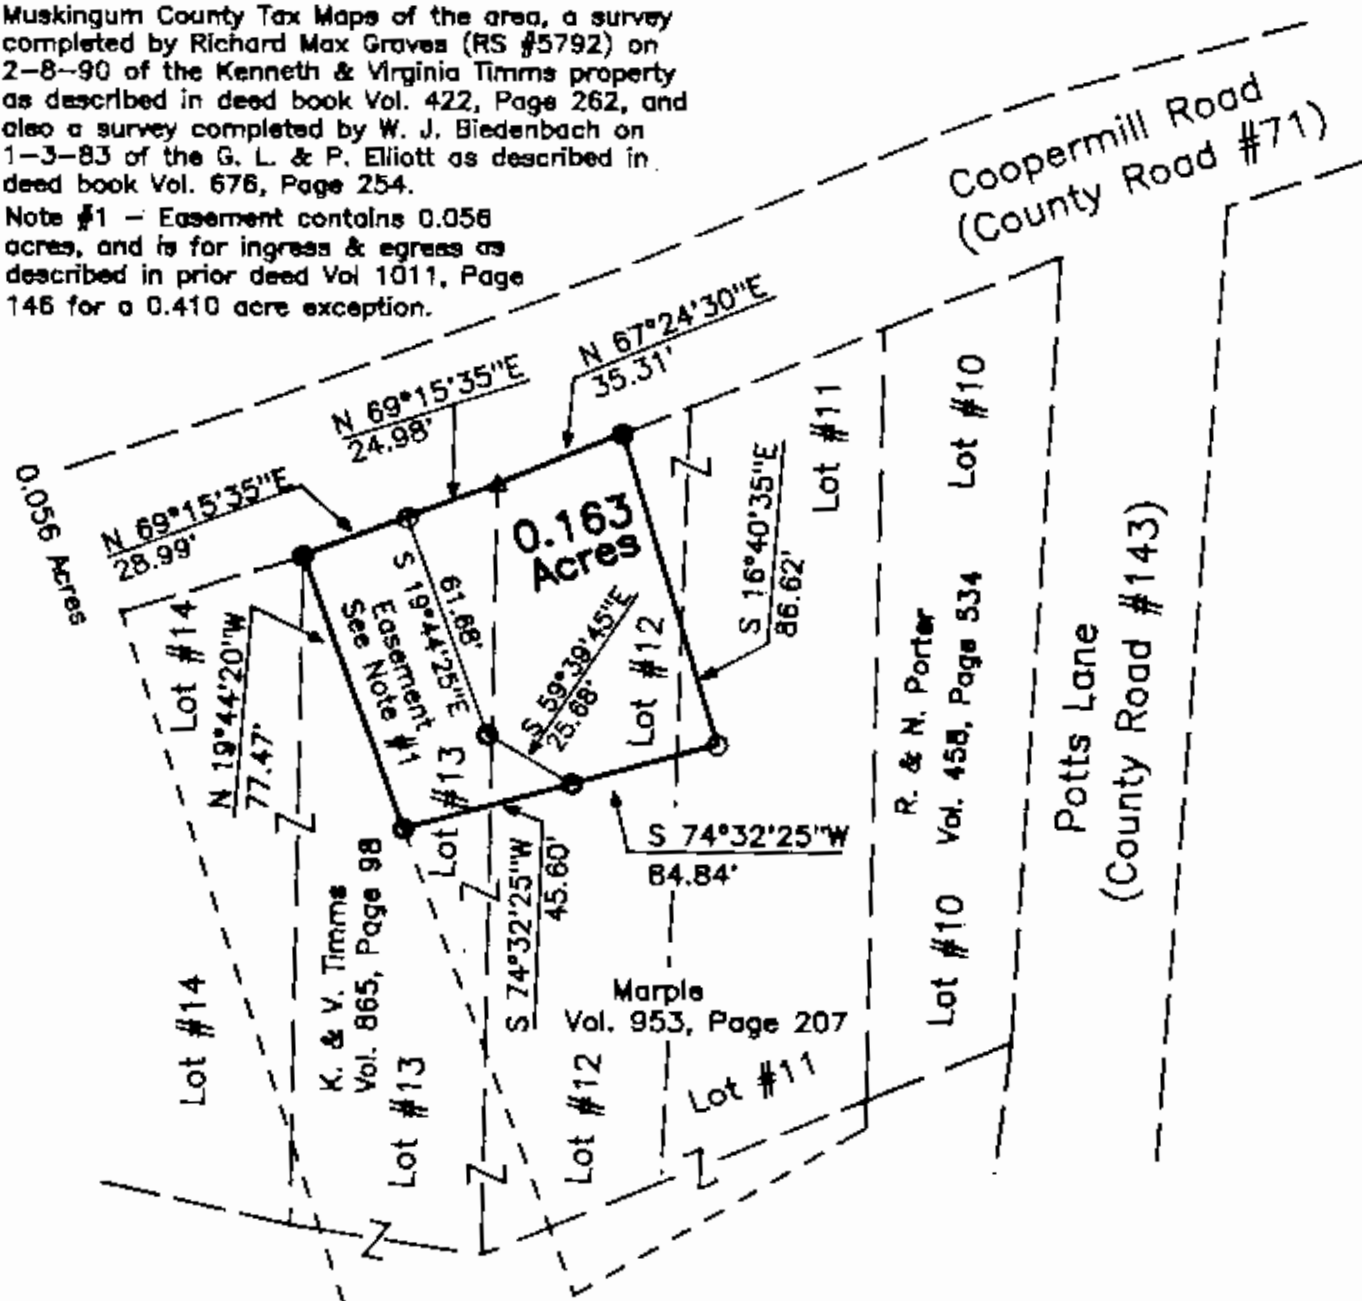 Muskingum County Tax Maps of the area, a survey
completed by Richard Max Graves (RS #5792) on
2-8-90 of the Kenneth & Virginia Timms property
as described in deed book Vol. 422, Page 262, and
also a survey completed by W. J. Biedenbach on
1-3-83 of the G. L. & P. Elliott as described in
deed book Vol. 676, Page 254.
Note #1 - Easement contains 0.056
acres, and is for ingress & egress as
described in prior deed Vol 1011, Page
146 for a 0.410 acre exception.
Coopermill Road
(County Road #71)
N 67°24'30"E
35.31'
N 69°15'35"E
24.98'
N 69°15'35"E
28.99'
0.056 Acres
0.163
Acres
S 16°40'35"E
86.62'
61.68'
S 19°44'25"E
Easement
See Note #1
S 59°39'45"E
25.68'
N 19°44'20"W
77.47'
S 74°32'25"W
84.84'
S 74°32'25"W
45.60'
Lot #14
Lot #13
Lot #12
Lot #11
Lot #10
R. & N. Porter
Vol. 458, Page 534
Potts Lane
(County Road #143)
K. & V. Timms
Vol. 865, Page 98
Marple
Vol. 953, Page 207
Lot #14
Lot #13
Lot #12
Lot #11
Lot #10